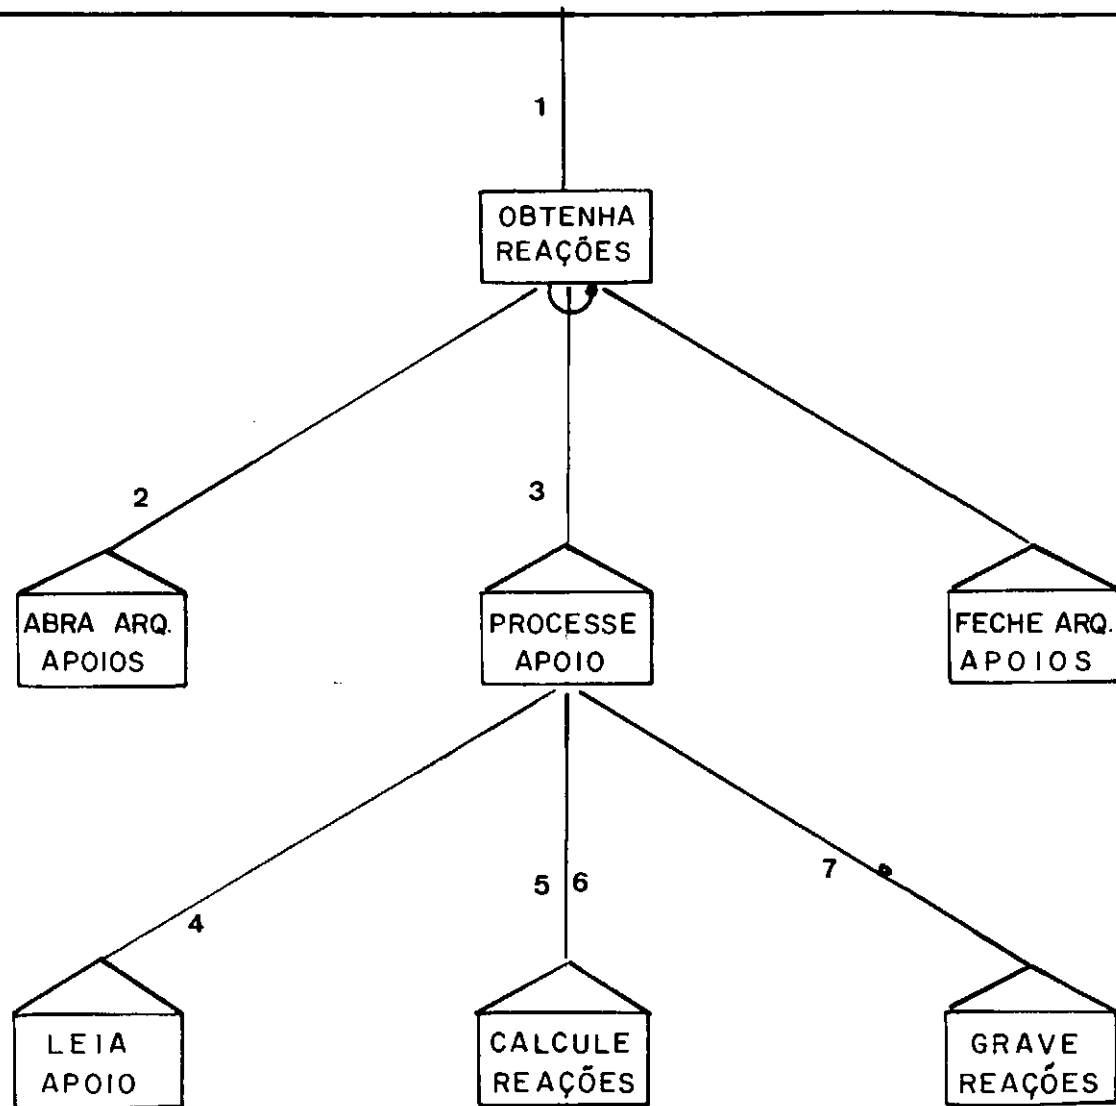 1
OBTENHA
REAÇÕES
2
3
ABRA ARQ.
APOIOS
PROCESSE
APOIO
FECHE ARQ.
APOIOS
4
5 6
7
LEIA
APOIO
CALCULE
REAÇÕES
GRAVE
REAÇÕES